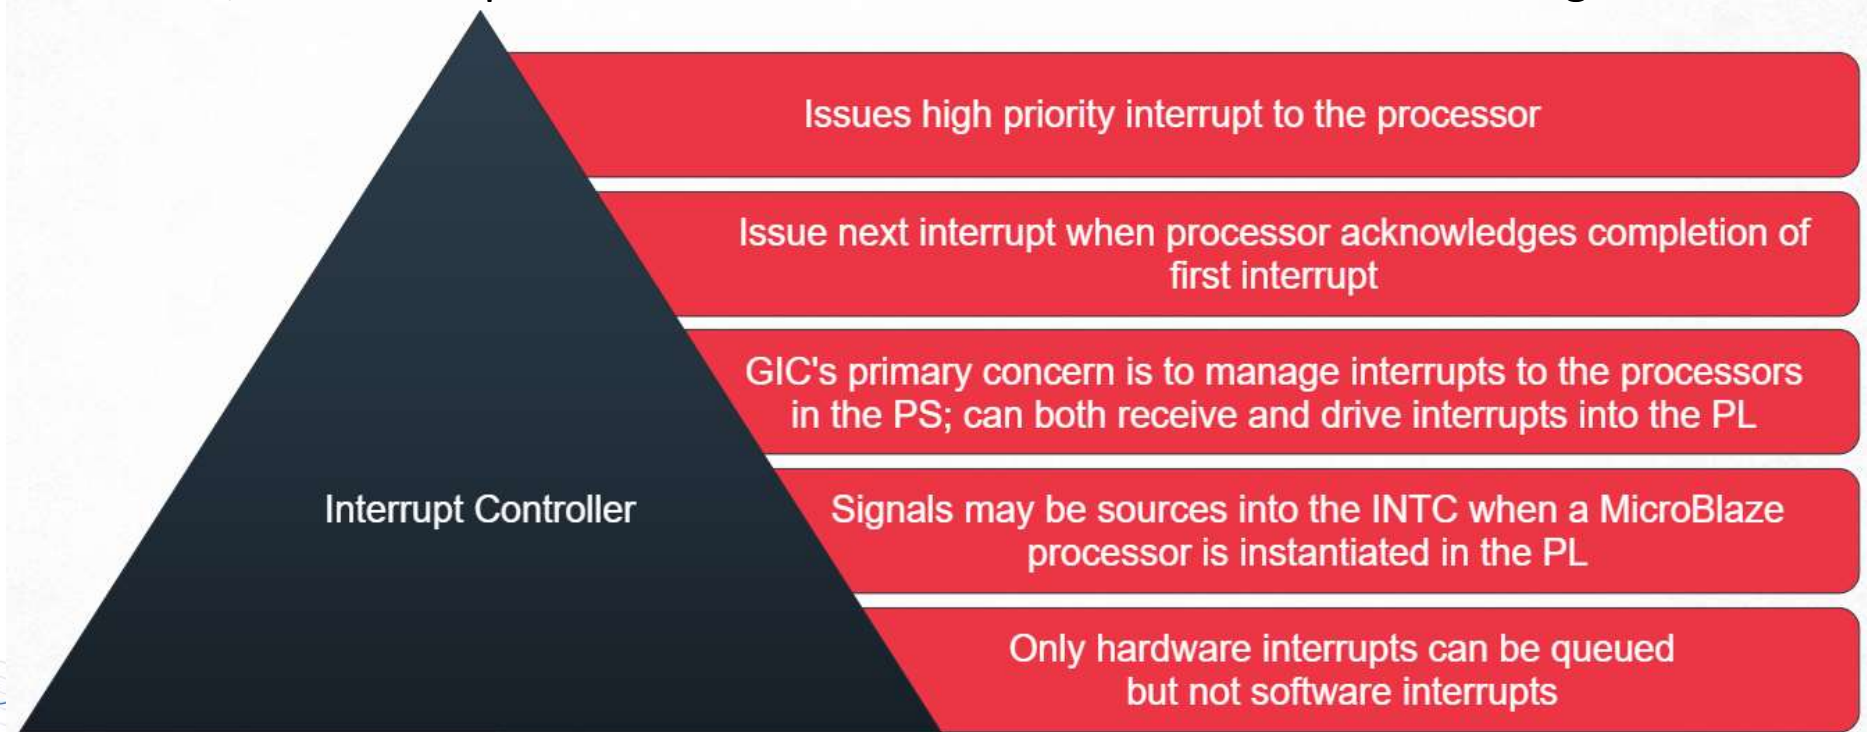 Issues high priority interrupt to the processor
Issue next interrupt when processor acknowledges completion of
first interrupt
GIC's primary concern is to manage interrupts to the processors
in the PS; can both receive and drive interrupts into the PL
Interrupt Controller
Signals may be sources into the INTC when a MicroBlaze
processor is instantiated in the PL
Only hardware interrupts can be queued
but not software interrupts